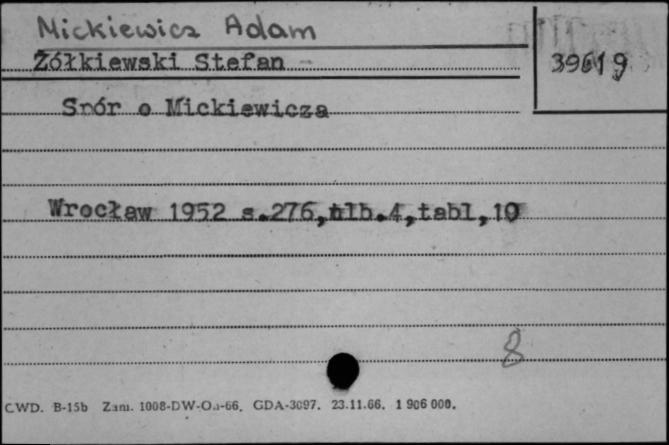 Mickiewicz Adam
Żółkiewski Stefan
39619
Spór o Mickiewicza
Wrocław 1952 s.276,nlb.4,tabl,10
8
CWD. B-15b Zam. 1008-DW-Oa-66. GDA-3097. 23.11.66. 1 906 000.